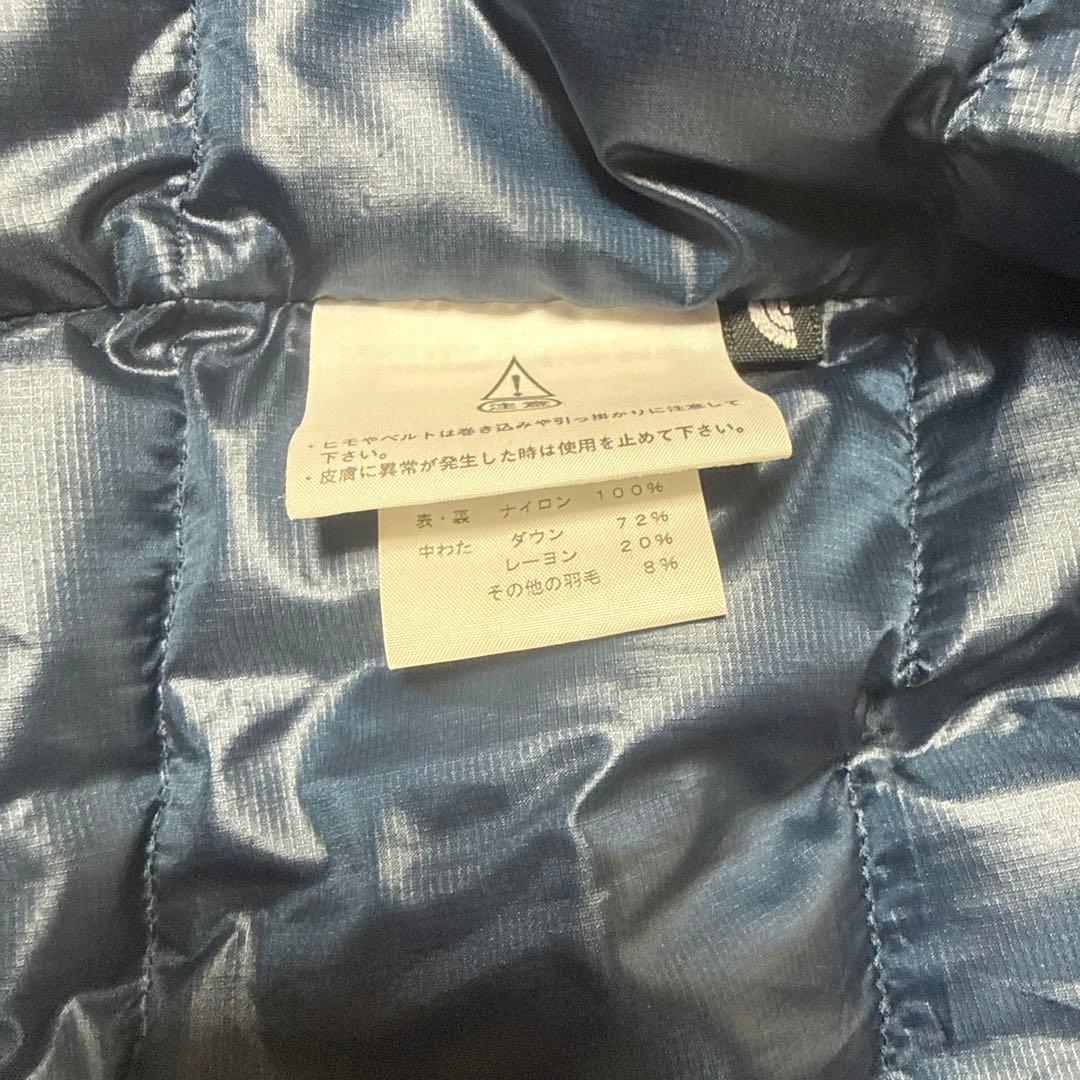 注意
・ヒモやベルトは巻き込みや引っ掛かりに注意して
下さい。
・皮膚に異常が発生した時は使用を止めて下さい。
表・裏 ナイロン 100%
中わた ダウン 72%
レーヨン 20%
その他の羽毛 8%